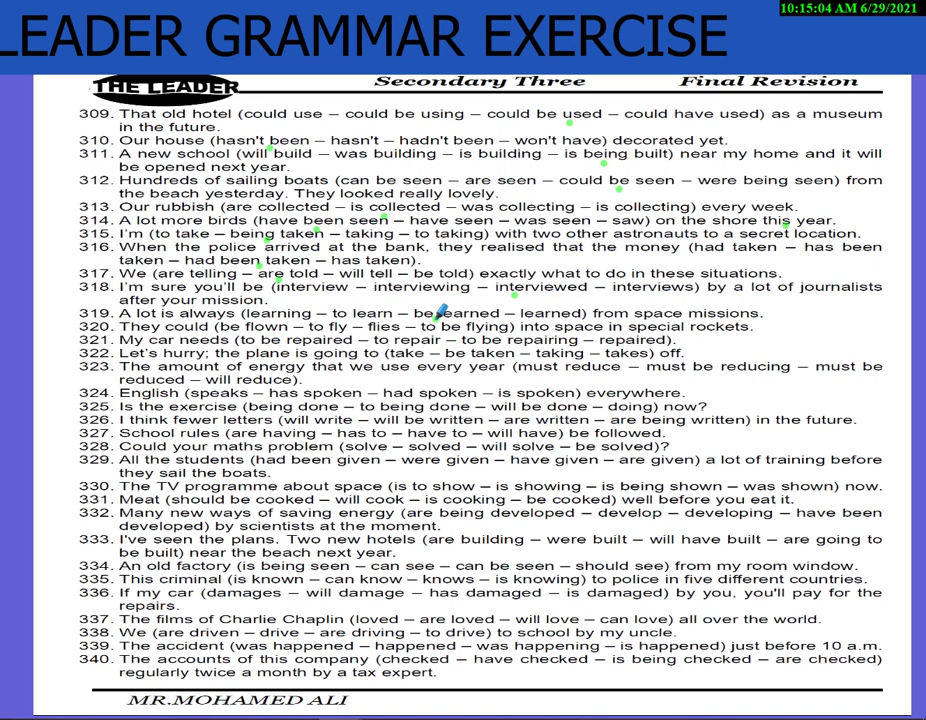 10:15:04 AM 6/29/2021
LEADER GRAMMAR EXERCISE
THE LEADER Secondary Three Final Revision
309. That old hotel (could use – could be using – could be used – could have used) as a museum
in the future.
310. Our house (hasn't been – hasn't – hadn't been – won't have) decorated yet.
311. A new school (will build – was building – is building – is being built) near my home and it will
be opened next year.
312. Hundreds of sailing boats (can be seen – are seen – could be seen – were being seen) from
the beach yesterday. They looked really lovely.
313. Our rubbish (are collected – is collected – was collecting – is collecting) every week.
314. A lot more birds (have been seen – have seen – was seen – saw) on the shore this year.
315. I'm (to take – being taken – taking – to taking) with two other astronauts to a secret location.
316. When the police arrived at the bank, they realised that the money (had taken – has been
taken – had been taken – has taken).
317. We (are telling – are told – will tell – be told) exactly what to do in these situations.
318. I'm sure you'll be (interview – interviewing – interviewed – interviews) by a lot of journalists
after your mission.
319. A lot is always (learning – to learn – be learned – learned) from space missions.
320. They could (be flown – to fly – flies – to be flying) into space in special rockets.
321. My car needs (to be repaired – to repair – to be repairing – repaired).
322. Let's hurry; the plane is going to (take – be taken – taking – takes) off.
323. The amount of energy that we use every year (must reduce – must be reducing – must be
reduced – will reduce).
324. English (speaks – has spoken – had spoken – is spoken) everywhere.
325. Is the exercise (being done – to being done – will be done – doing) now?
326. I think fewer letters (will write – will be written – are written – are being written) in the future.
327. School rules (are having – has to – have to – will have) be followed.
328. Could your maths problem (solve – solved – will solve – be solved)?
329. All the students (had been given – were given – have given – are given) a lot of training before
they sail the boats.
330. The TV programme about space (is to show – is showing – is being shown – was shown) now.
331. Meat (should be cooked – will cook – is cooking – be cooked) well before you eat it.
332. Many new ways of saving energy (are being developed – develop – developing – have been
developed) by scientists at the moment.
333. I've seen the plans. Two new hotels (are building – were built – will have built – are going to
be built) near the beach next year.
334. An old factory (is being seen – can see – can be seen – should see) from my room window.
335. This criminal (is known – can know – knows – is knowing) to police in five different countries.
336. If my car (damages – will damage – has damaged – is damaged) by you, you'll pay for the
repairs.
337. The films of Charlie Chaplin (loved – are loved – will love – can love) all over the world.
338. We (are driven – drive – are driving – to drive) to school by my uncle.
339. The accident (was happened – happened – was happening – is happened) just before 10 a.m.
340. The accounts of this company (checked – have checked – is being checked – are checked)
regularly twice a month by a tax expert.
MR.MOHAMED ALI